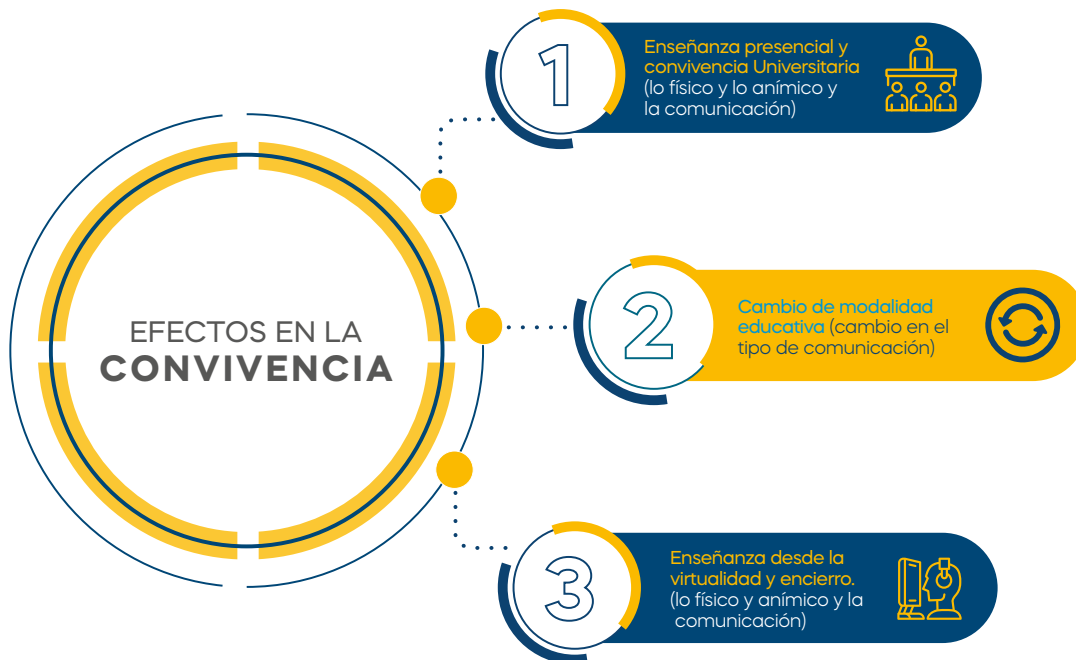 EFECTOS EN LA
CONVIVENCIA
1
Enseñanza presencial y
convivencia Universitaria
(lo físico y lo anímico y
la comunicación)
2
Cambio de modalidad
educativa (cambio en el
tipo de comunicación)
3
Enseñanza desde la
virtualidad y encierro.
(lo físico y anímico y la
comunicación)